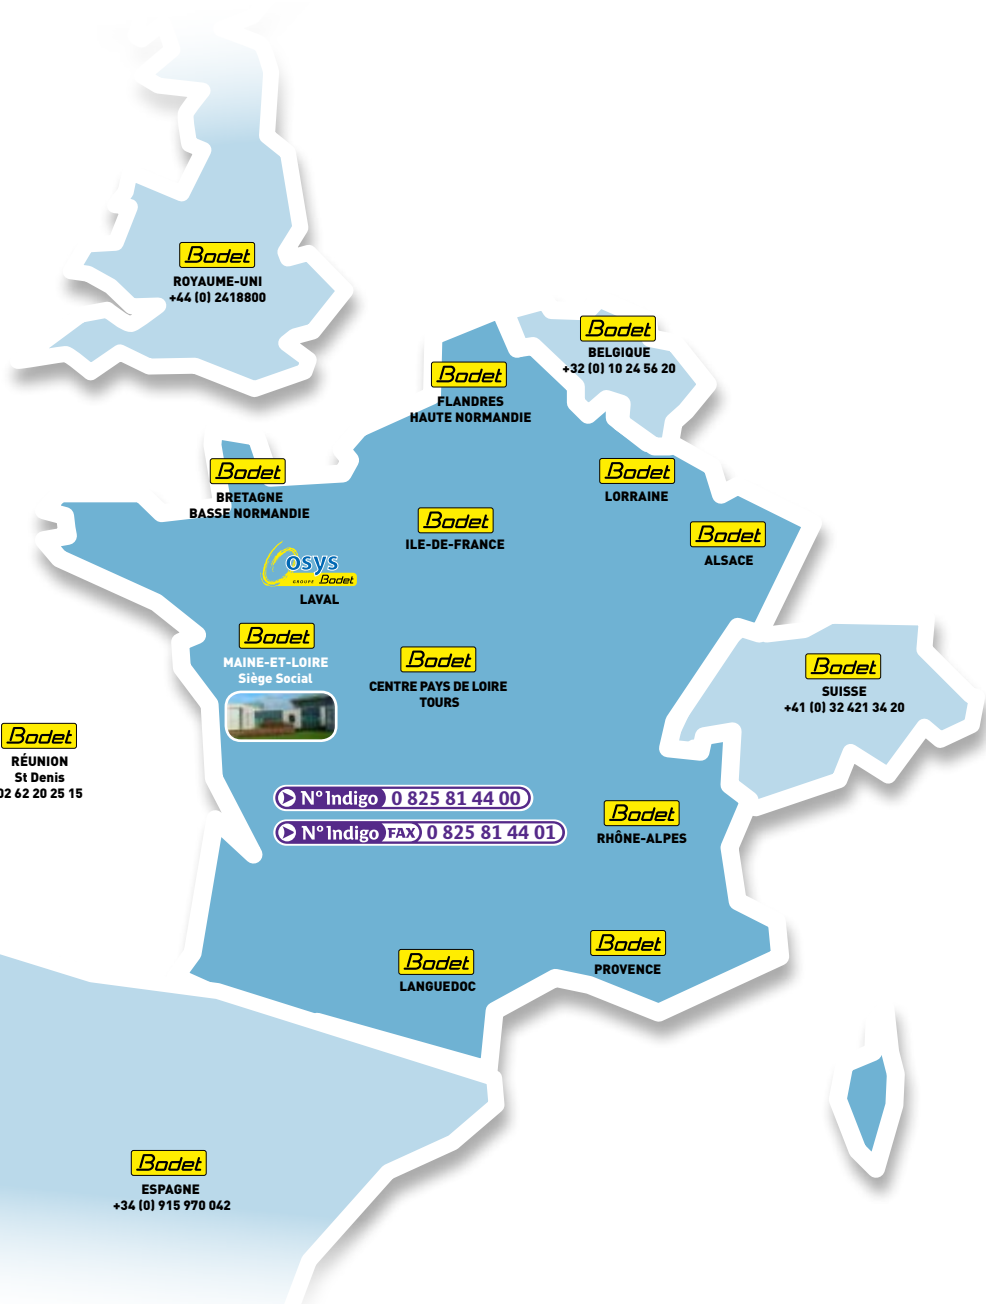 Bodet
ROYAUME-UNI
+44 (0) 2418800
Bodet
BELGIQUE
+32 (0) 10 24 56 20
Bodet
FLANDRES
HAUTE NORMANDIE
Bodet
BRETAGNE
BASSE NORMANDIE
Bodet
LORRAINE
Bodet
ILE-DE-FRANCE
Bodet
ALSACE
osys
GROUPE Bodet
LAVAL
Bodet
MAINE-ET-LOIRE
Siège Social
Bodet
CENTRE PAYS DE LOIRE
TOURS
Bodet
SUISSE
+41 (0) 32 421 34 20
Bodet
RÉUNION
St Denis
02 62 20 25 15
N° Indigo 0 825 81 44 00
N° Indigo FAX 0 825 81 44 01
Bodet
RHÔNE-ALPES
Bodet
PROVENCE
Bodet
LANGUEDOC
Bodet
ESPAGNE
+34 (0) 915 970 042